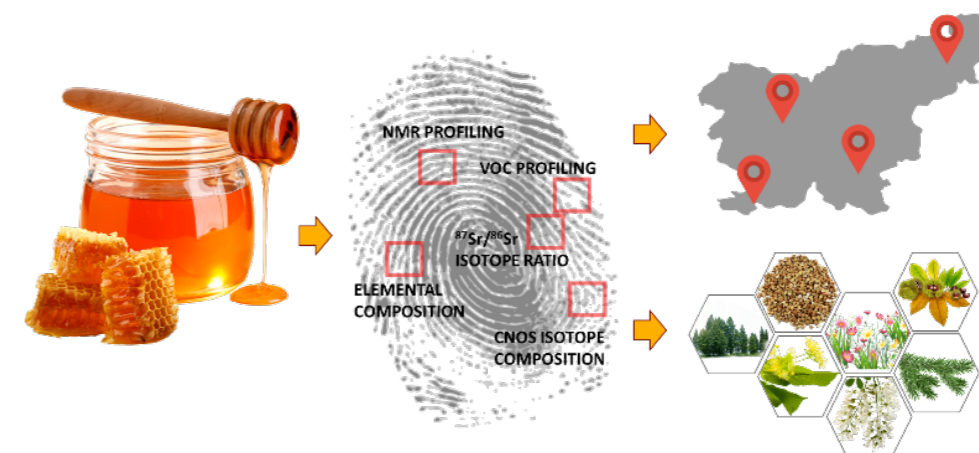 NMR PROFILING
VOC PROFILING
⁸⁷Sr/⁸⁶Sr
ISOTOPE RATIO
ELEMENTAL
COMPOSITION
CNOS ISOTOPE
COMPOSITION